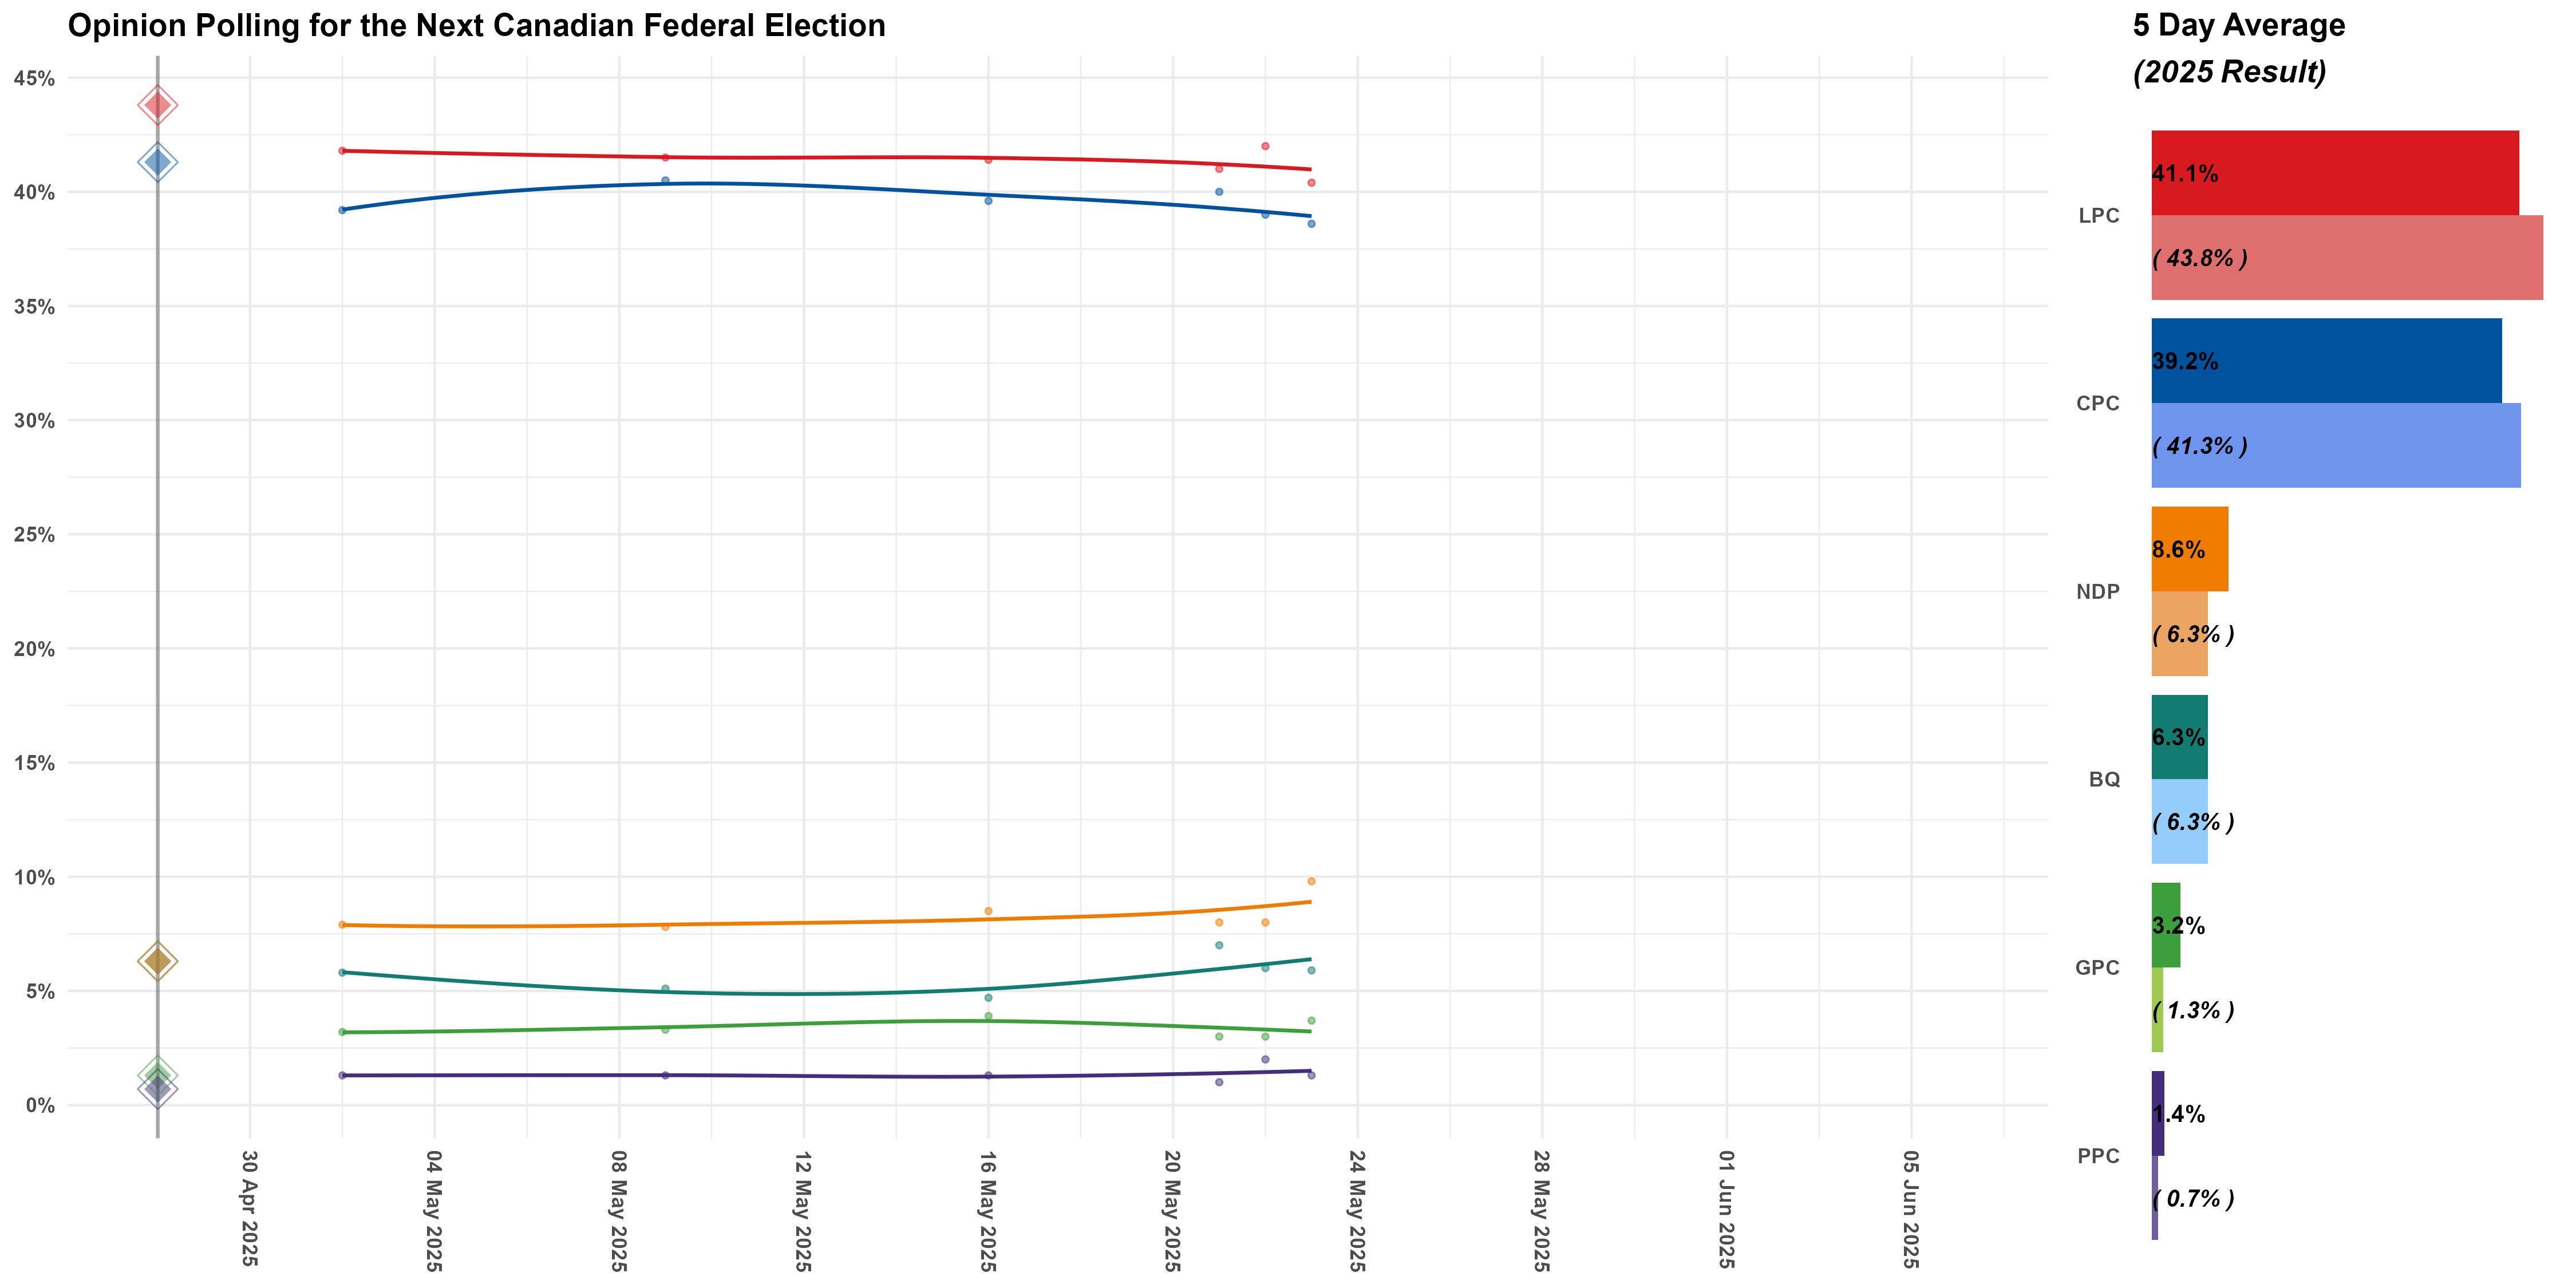 Opinion Polling for the Next Canadian Federal Election
45%
40%
35%
30%
25%
20%
15%
10%
5%
0%
30 Apr 2025
04 May 2025
08 May 2025
12 May 2025
16 May 2025
20 May 2025
24 May 2025
28 May 2025
01 Jun 2025
05 Jun 2025
5 Day Average
(2025 Result)
LPC
41.1%
( 43.8% )
CPC
39.2%
( 41.3% )
NDP
8.6%
( 6.3% )
BQ
6.3%
( 6.3% )
GPC
3.2%
( 1.3% )
PPC
1.4%
( 0.7% )